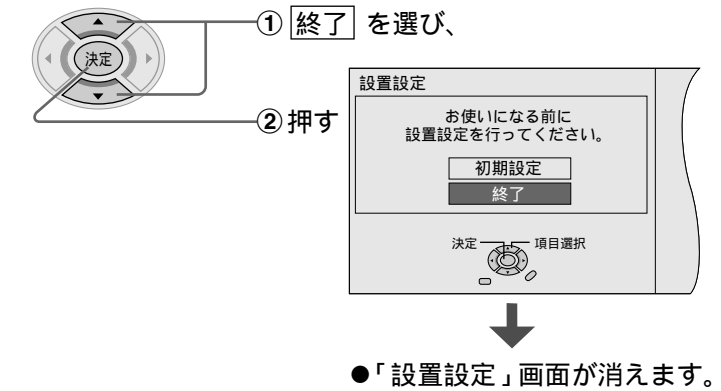 ① 終了 を選び、
決定
② 押す
設置設定
お使いになる前に
設置設定を行ってください。
初期設定
終了
決定 項目選択
●「設置設定」画面が消えます。